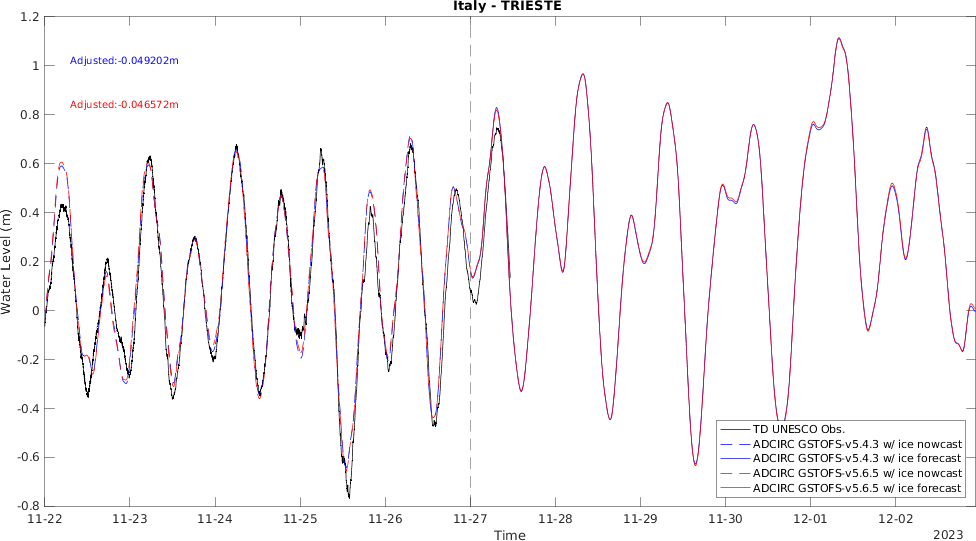 Italy - TRIESTE
Adjusted:-0.049202m
Adjusted:-0.046572m
Water Level (m)
1.2
1
0.8
0.6
0.4
0.2
0
-0.2
-0.4
-0.6
-0.8
TD UNESCO Obs.
ADCIRC GSTOFS-v5.4.3 w/ ice nowcast
ADCIRC GSTOFS-v5.4.3 w/ ice forecast
ADCIRC GSTOFS-v5.6.5 w/ ice nowcast
ADCIRC GSTOFS-v5.6.5 w/ ice forecast
11-22 11-23 11-24 11-25 11-26 11-27 11-28 11-29 11-30 12-01 12-02
Time
2023